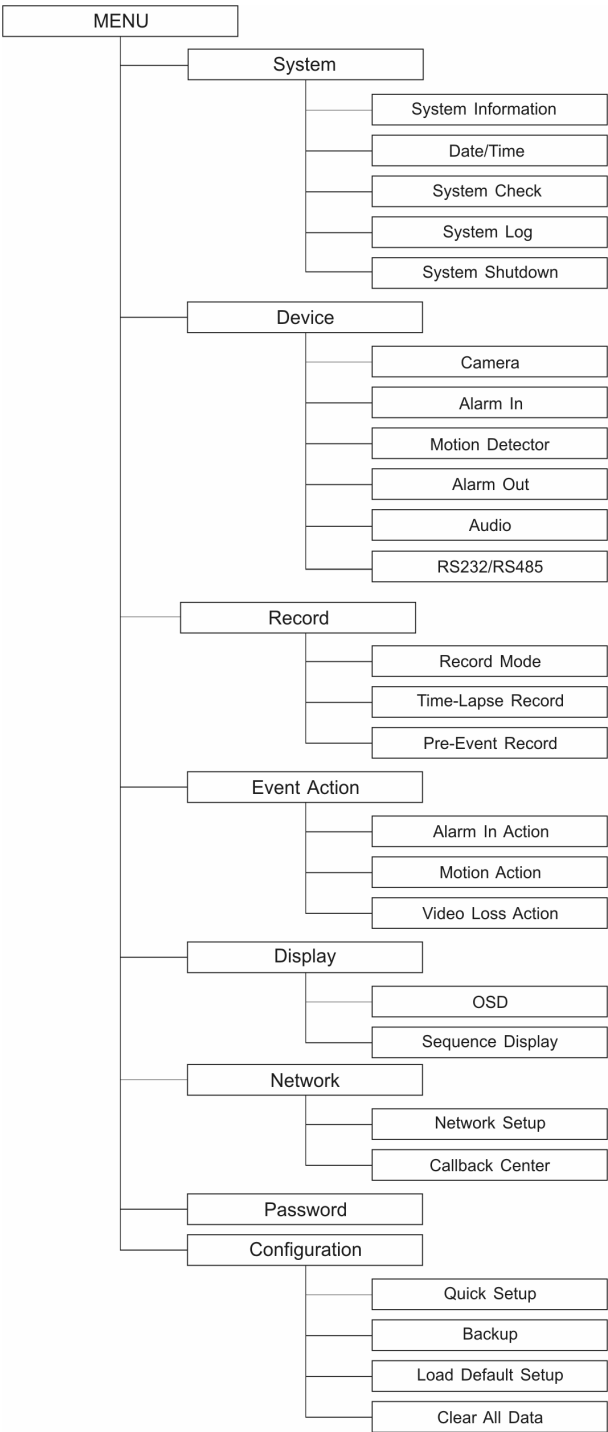 MENU
System
System Information
Date/Time
System Check
System Log
System Shutdown
Device
Camera
Alarm In
Motion Detector
Alarm Out
Audio
RS232/RS485
Record
Record Mode
Time-Lapse Record
Pre-Event Record
Event Action
Alarm In Action
Motion Action
Video Loss Action
Display
OSD
Sequence Display
Network
Network Setup
Callback Center
Password
Configuration
Quick Setup
Backup
Load Default Setup
Clear All Data